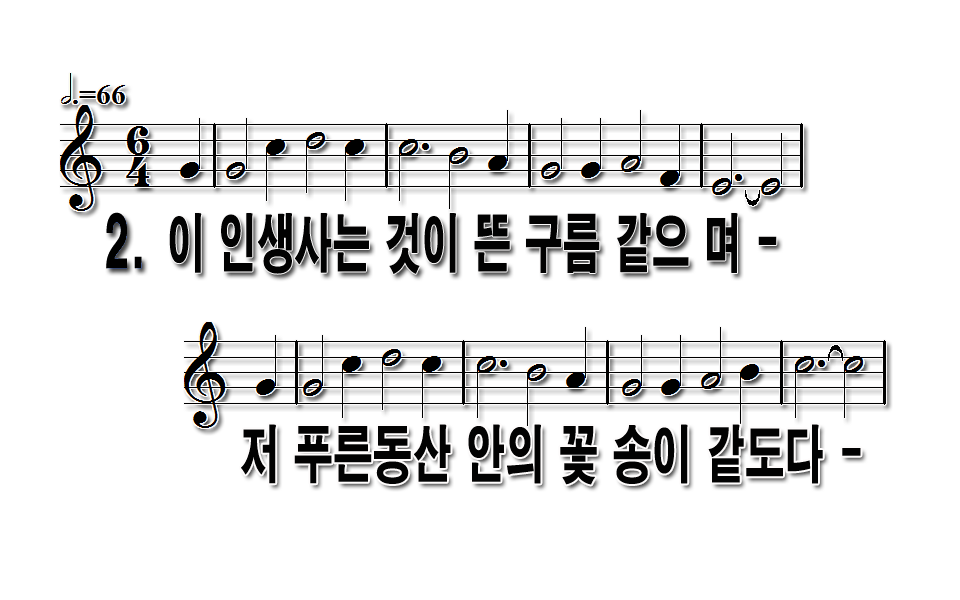 𝅗𝅥.=66
6
4
2. 이 인생사는 것이 뜬 구름 같으 며 -
저 푸른동산 안의 꽃 송이 같도다 -